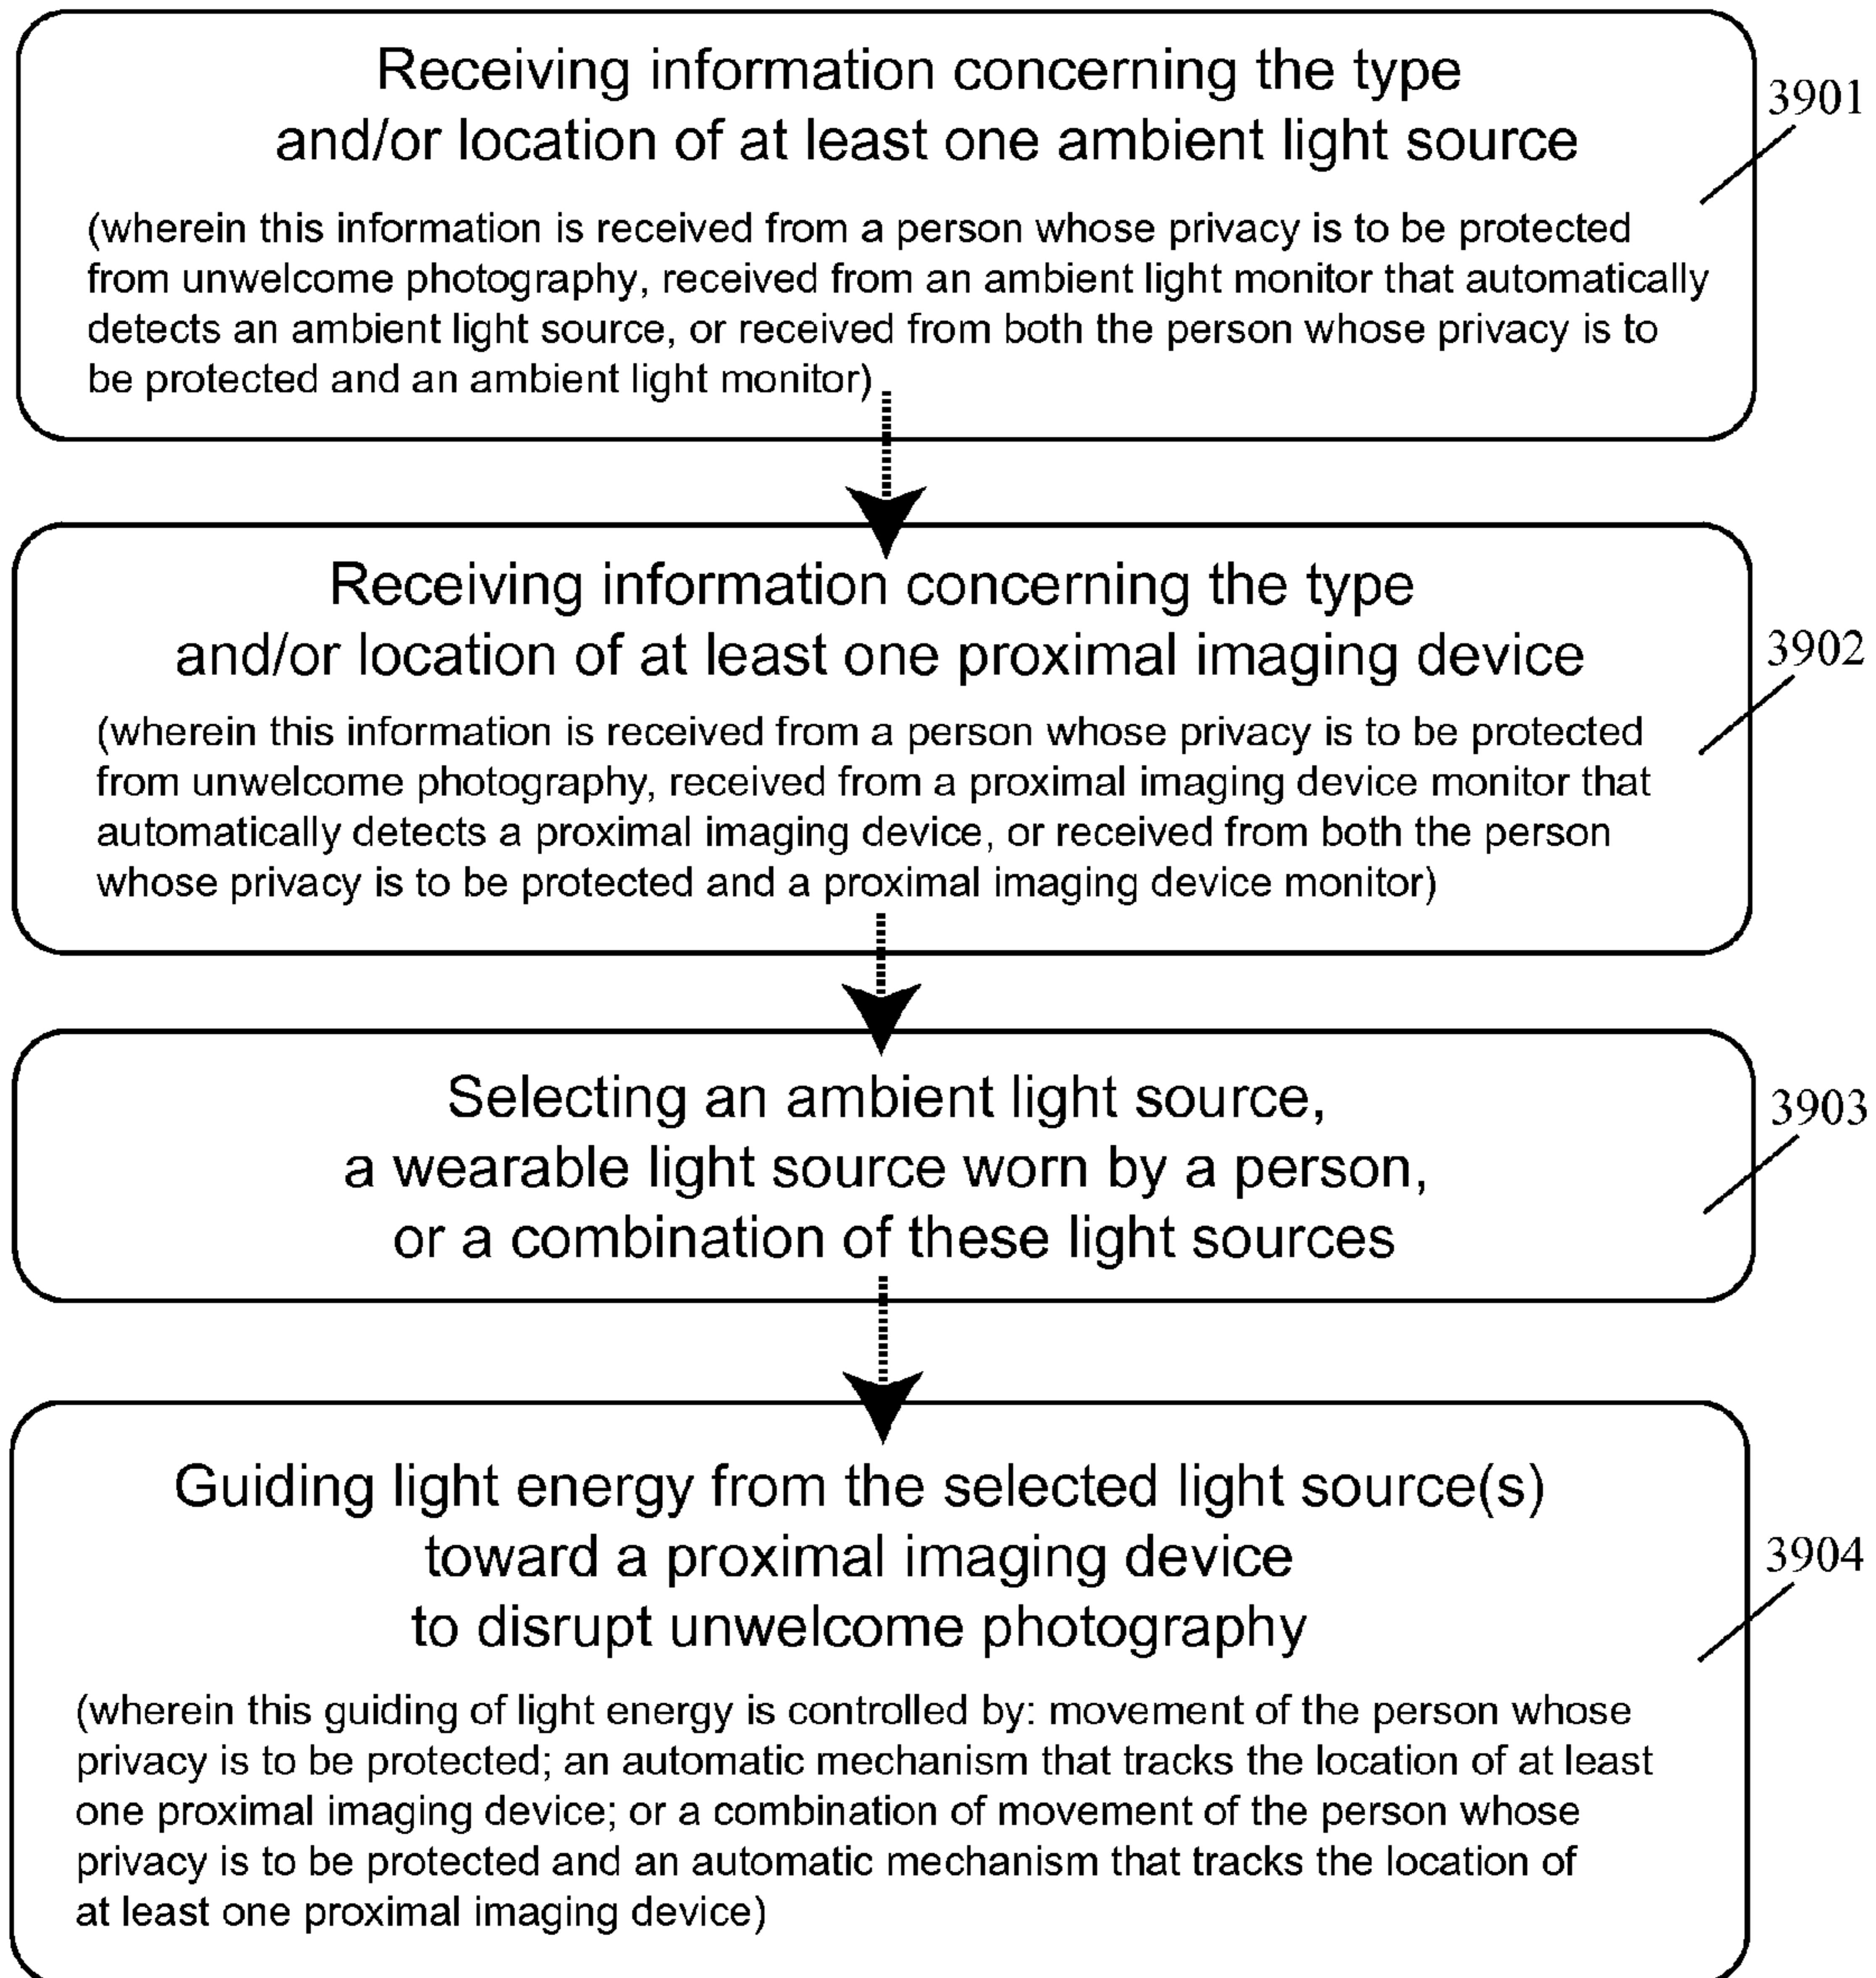 Receiving information concerning the type
and/or location of at least one ambient light source
3901
(wherein this information is received from a person whose privacy is to be protected
from unwelcome photography, received from an ambient light monitor that automatically
detects an ambient light source, or received from both the person whose privacy is to
be protected and an ambient light monitor)
Receiving information concerning the type
and/or location of at least one proximal imaging device
3902
(wherein this information is received from a person whose privacy is to be protected
from unwelcome photography, received from a proximal imaging device monitor that
automatically detects a proximal imaging device, or received from both the person
whose privacy is to be protected and a proximal imaging device monitor)
Selecting an ambient light source,
3903
a wearable light source worn by a person,
or a combination of these light sources
Guiding light energy from the selected light source(s)
toward a proximal imaging device
3904
to disrupt unwelcome photography
(wherein this guiding of light energy is controlled by: movement of the person whose
privacy is to be protected; an automatic mechanism that tracks the location of at least
one proximal imaging device; or a combination of movement of the person whose
privacy is to be protected and an automatic mechanism that tracks the location of
at least one proximal imaging device)